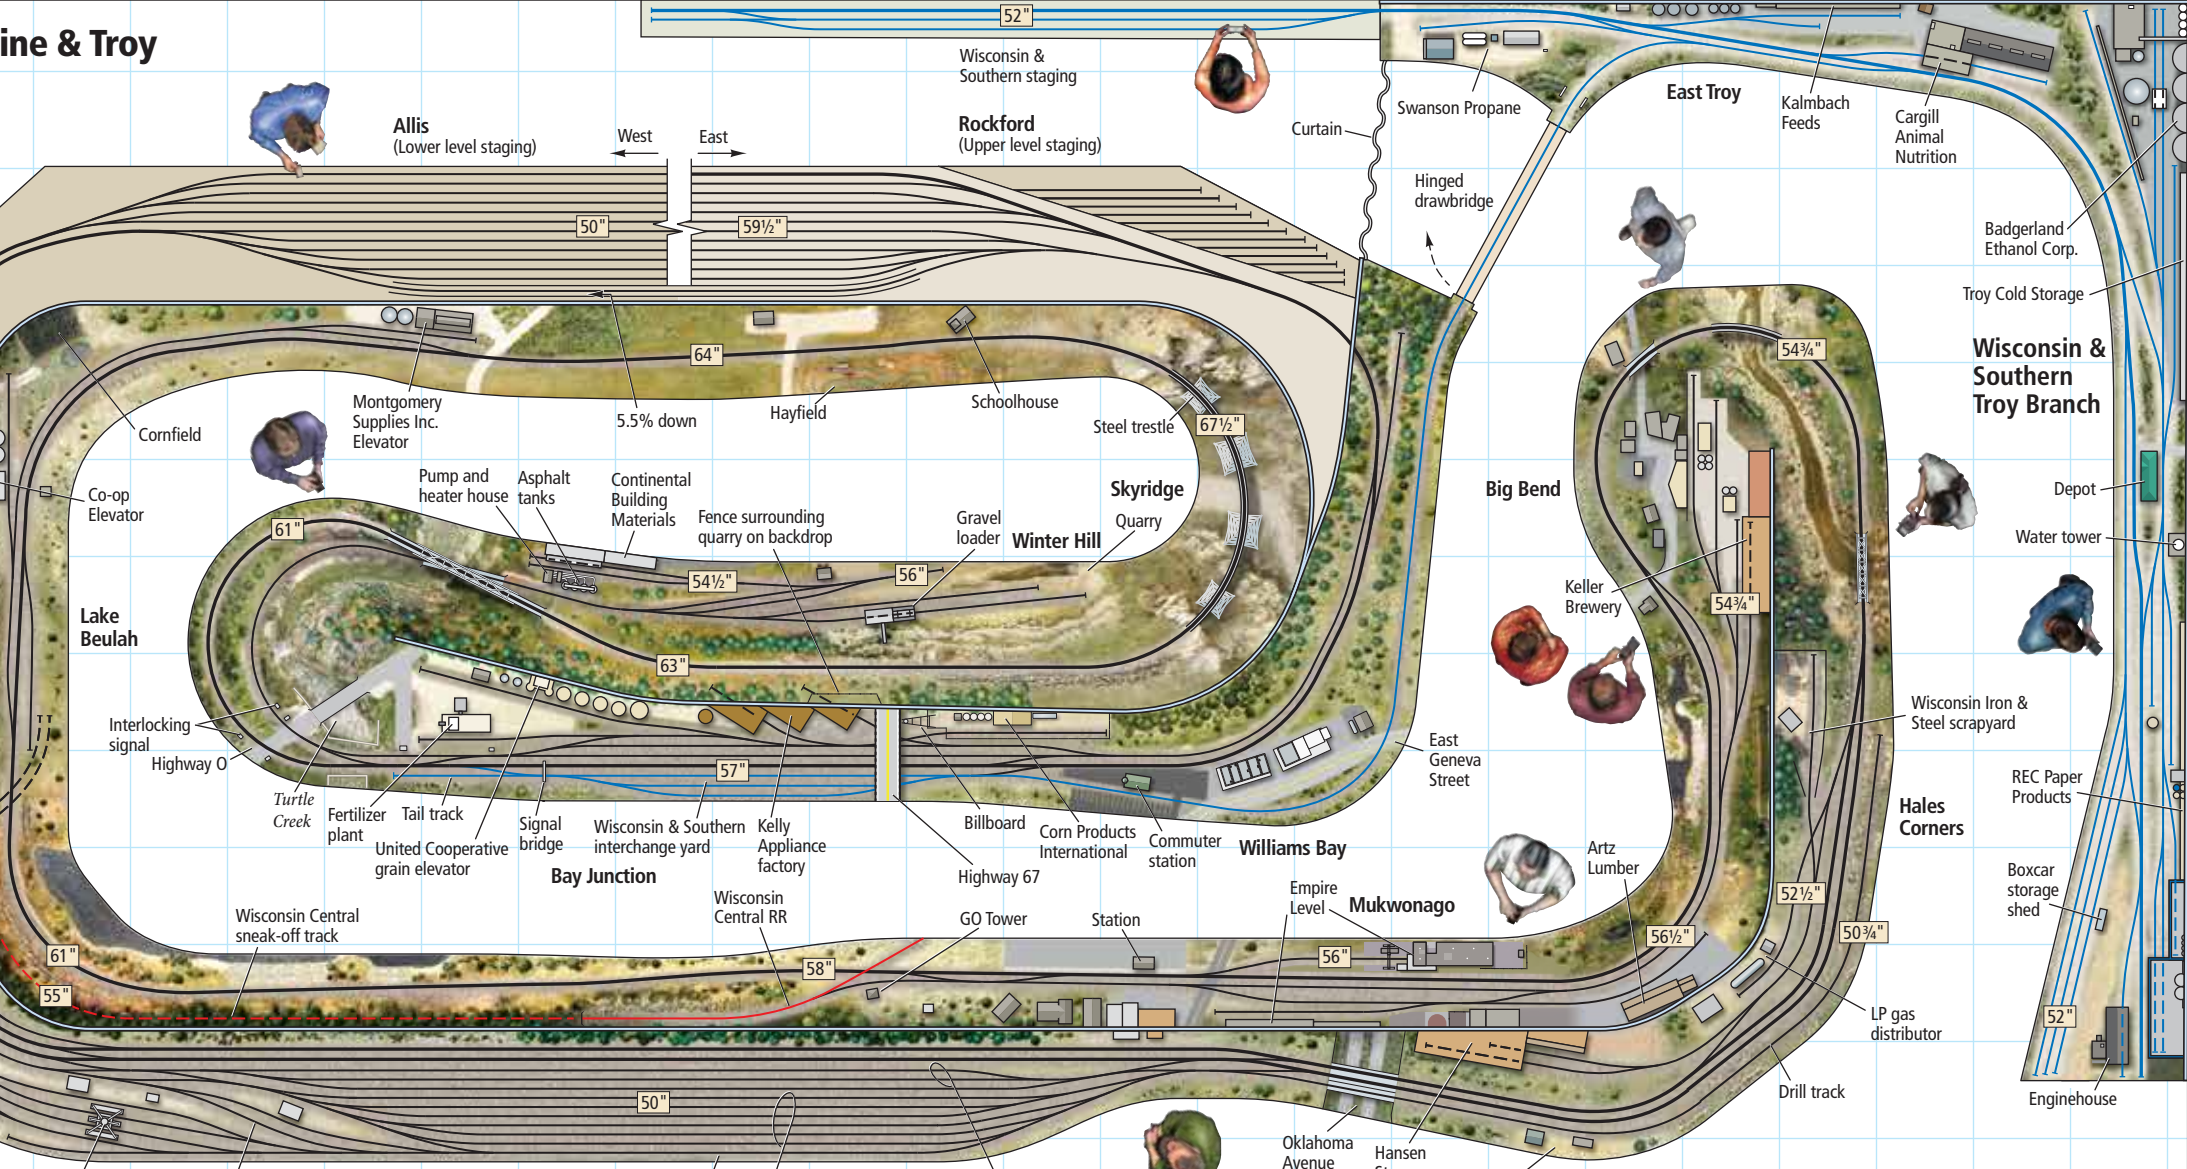 ine & Troy
52"
Wisconsin &
Southern staging
Swanson Propane
East Troy
Kalmbach
Feeds
Cargill
Animal
Nutrition
Allis
(Lower level staging)
West
East
Rockford
(Upper level staging)
Curtain
Hinged
drawbridge
50"
59½"
Badgerland
Ethanol Corp.
Troy Cold Storage
Wisconsin &
Southern
Troy Branch
64"
54¾"
Montgomery
Supplies Inc.
Elevator
5.5% down
Hayfield
Schoolhouse
Steel trestle
67½"
Cornfield
Co-op
Elevator
Pump and
heater house
Asphalt
tanks
Continental
Building
Materials
Fence surrounding
quarry on backdrop
Gravel
loader
Winter Hill
Skyridge
Quarry
Big Bend
Depot
Water tower
61"
54½"
56"
Keller
Brewery
54¾"
Lake
Beulah
63"
Interlocking
signal
Highway O
57"
Turtle
Creek
Fertilizer
plant
Tail track
United Cooperative
grain elevator
Signal
bridge
Wisconsin & Southern
interchange yard
Kelly
Appliance
factory
Bay Junction
Billboard
Highway 67
Corn Products
International
Commuter
station
Williams Bay
East
Geneva
Street
Wisconsin Iron &
Steel scrapyard
Hales
Corners
REC Paper
Products
Boxcar
storage
shed
Artz
Lumber
52½"
50¾"
56½"
Wisconsin Central
sneak-off track
Wisconsin
Central RR
GO Tower
Station
Empire
Level
Mukwonago
61"
55"
58"
56"
LP gas
distributor
52"
Drill track
Enginehouse
50"
Oklahoma
Avenue
Hansen